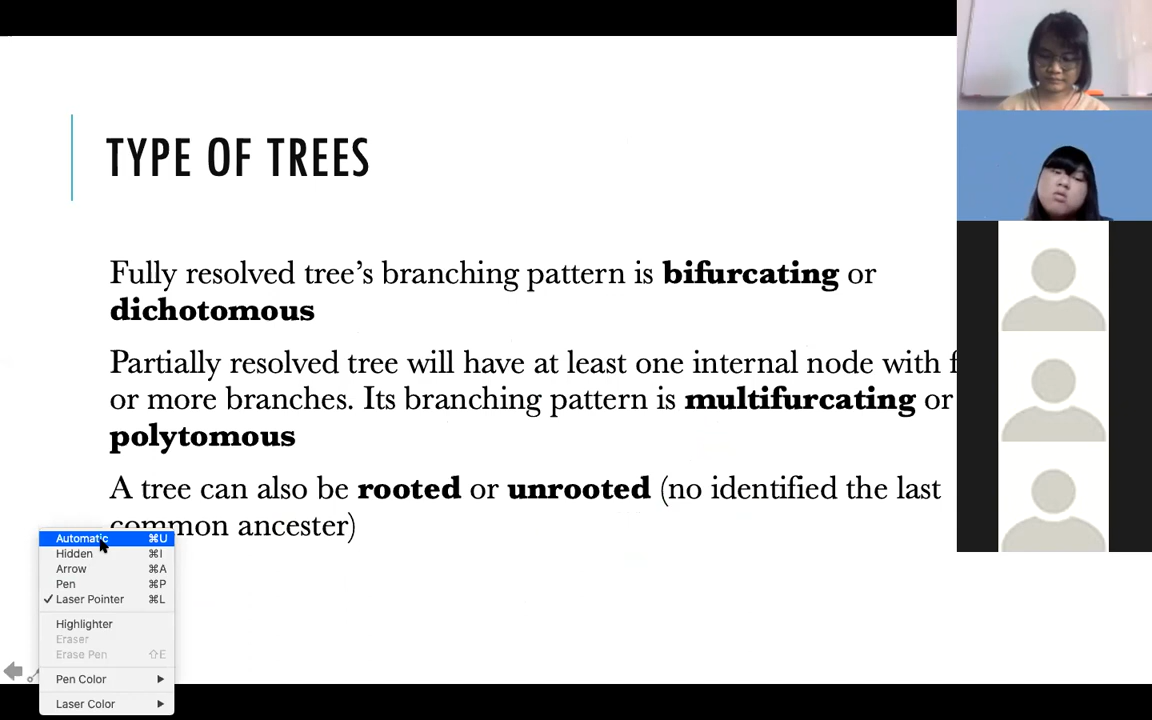 TYPE OF TREES
Fully resolved tree's branching pattern is bifurcating or
dichotomous
Partially resolved tree will have at least one internal node with
or more branches. Its branching pattern is multifurcating or
polytomous
A tree can also be rooted or unrooted (no identified the last
common ancester)
Automatic ⌘U
Hidden ⌘I
Arrow ⌘A
Pen ⌘P
✓ Laser Pointer ⌘L
Highlighter
Eraser
Erase Pen ⇧E
Pen Color
Laser Color